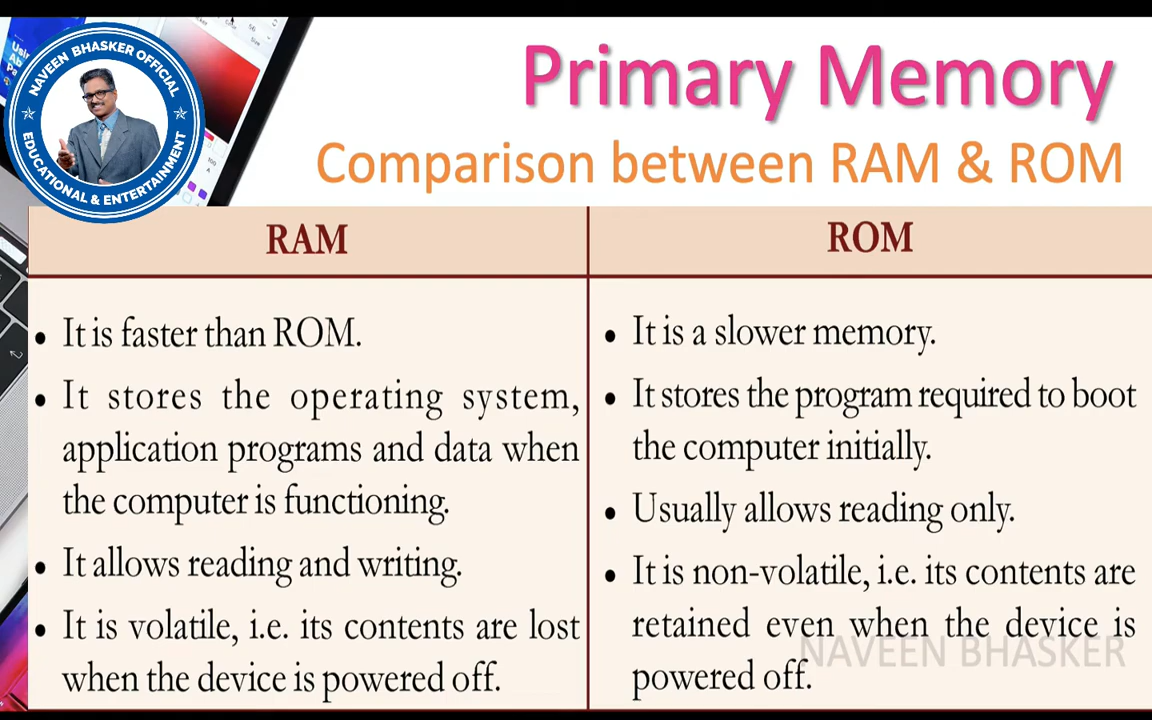 NAVEEN BHASKER OFFICIAL
EDUCATIONAL & ENTERTAINMENT
Primary Memory
Comparison between RAM & ROM
RAM
• It is faster than ROM.
• It stores the operating system,
application programs and data when
the computer is functioning.
• It allows reading and writing.
• It is volatile, i.e. its contents are lost
when the device is powered off.
ROM
• It is a slower memory.
• It stores the program required to boot
the computer initially.
• Usually allows reading only.
• It is non-volatile, i.e. its contents are
retained even when the device is
powered off.
NAVEEN BHASKER